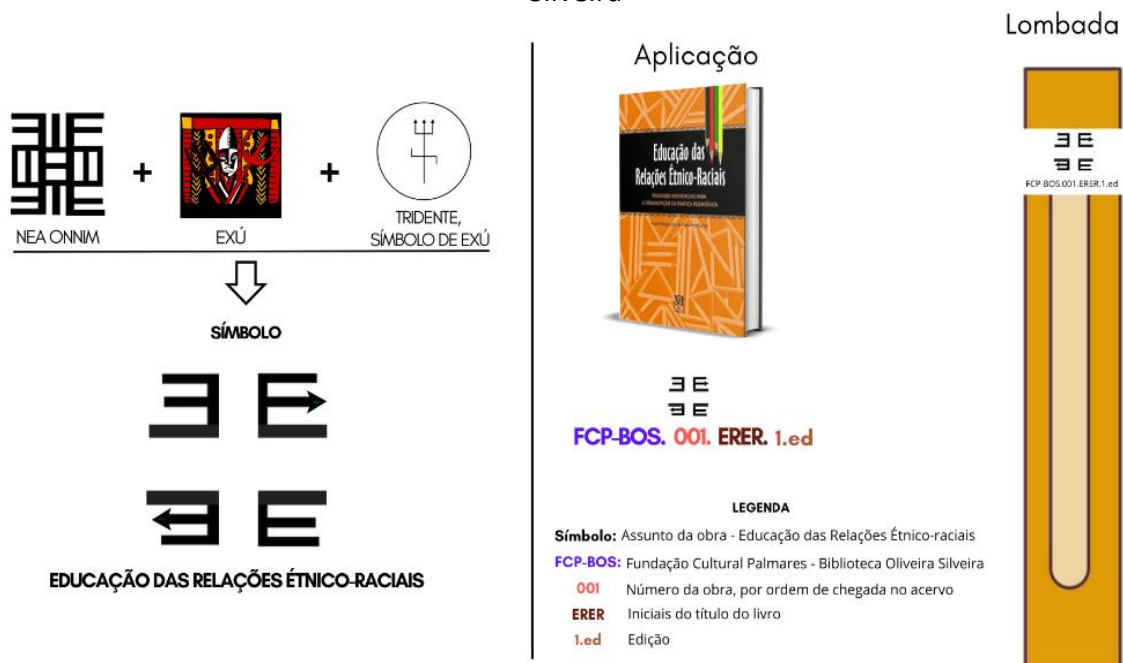 Silveira
NEA ONNIM
+
EXÚ
+
TRIDENTE,
SÍMBOLO DE EXÚ
SÍMBOLO
EDUCAÇÃO DAS RELAÇÕES ÉTNICO-RACIAIS
Aplicação
Educação das
Relações Étnico-Raciais
FCP-BOS. 001. ERER. 1.ed
LEGENDA
Símbolo: Assunto da obra - Educação das Relações Étnico-raciais
FCP-BOS: Fundação Cultural Palmares - Biblioteca Oliveira Silveira
001 Número da obra, por ordem de chegada no acervo
ERER Iniciais do título do livro
1.ed Edição
Lombada
FCP-BOS.001.ERER.1.ed